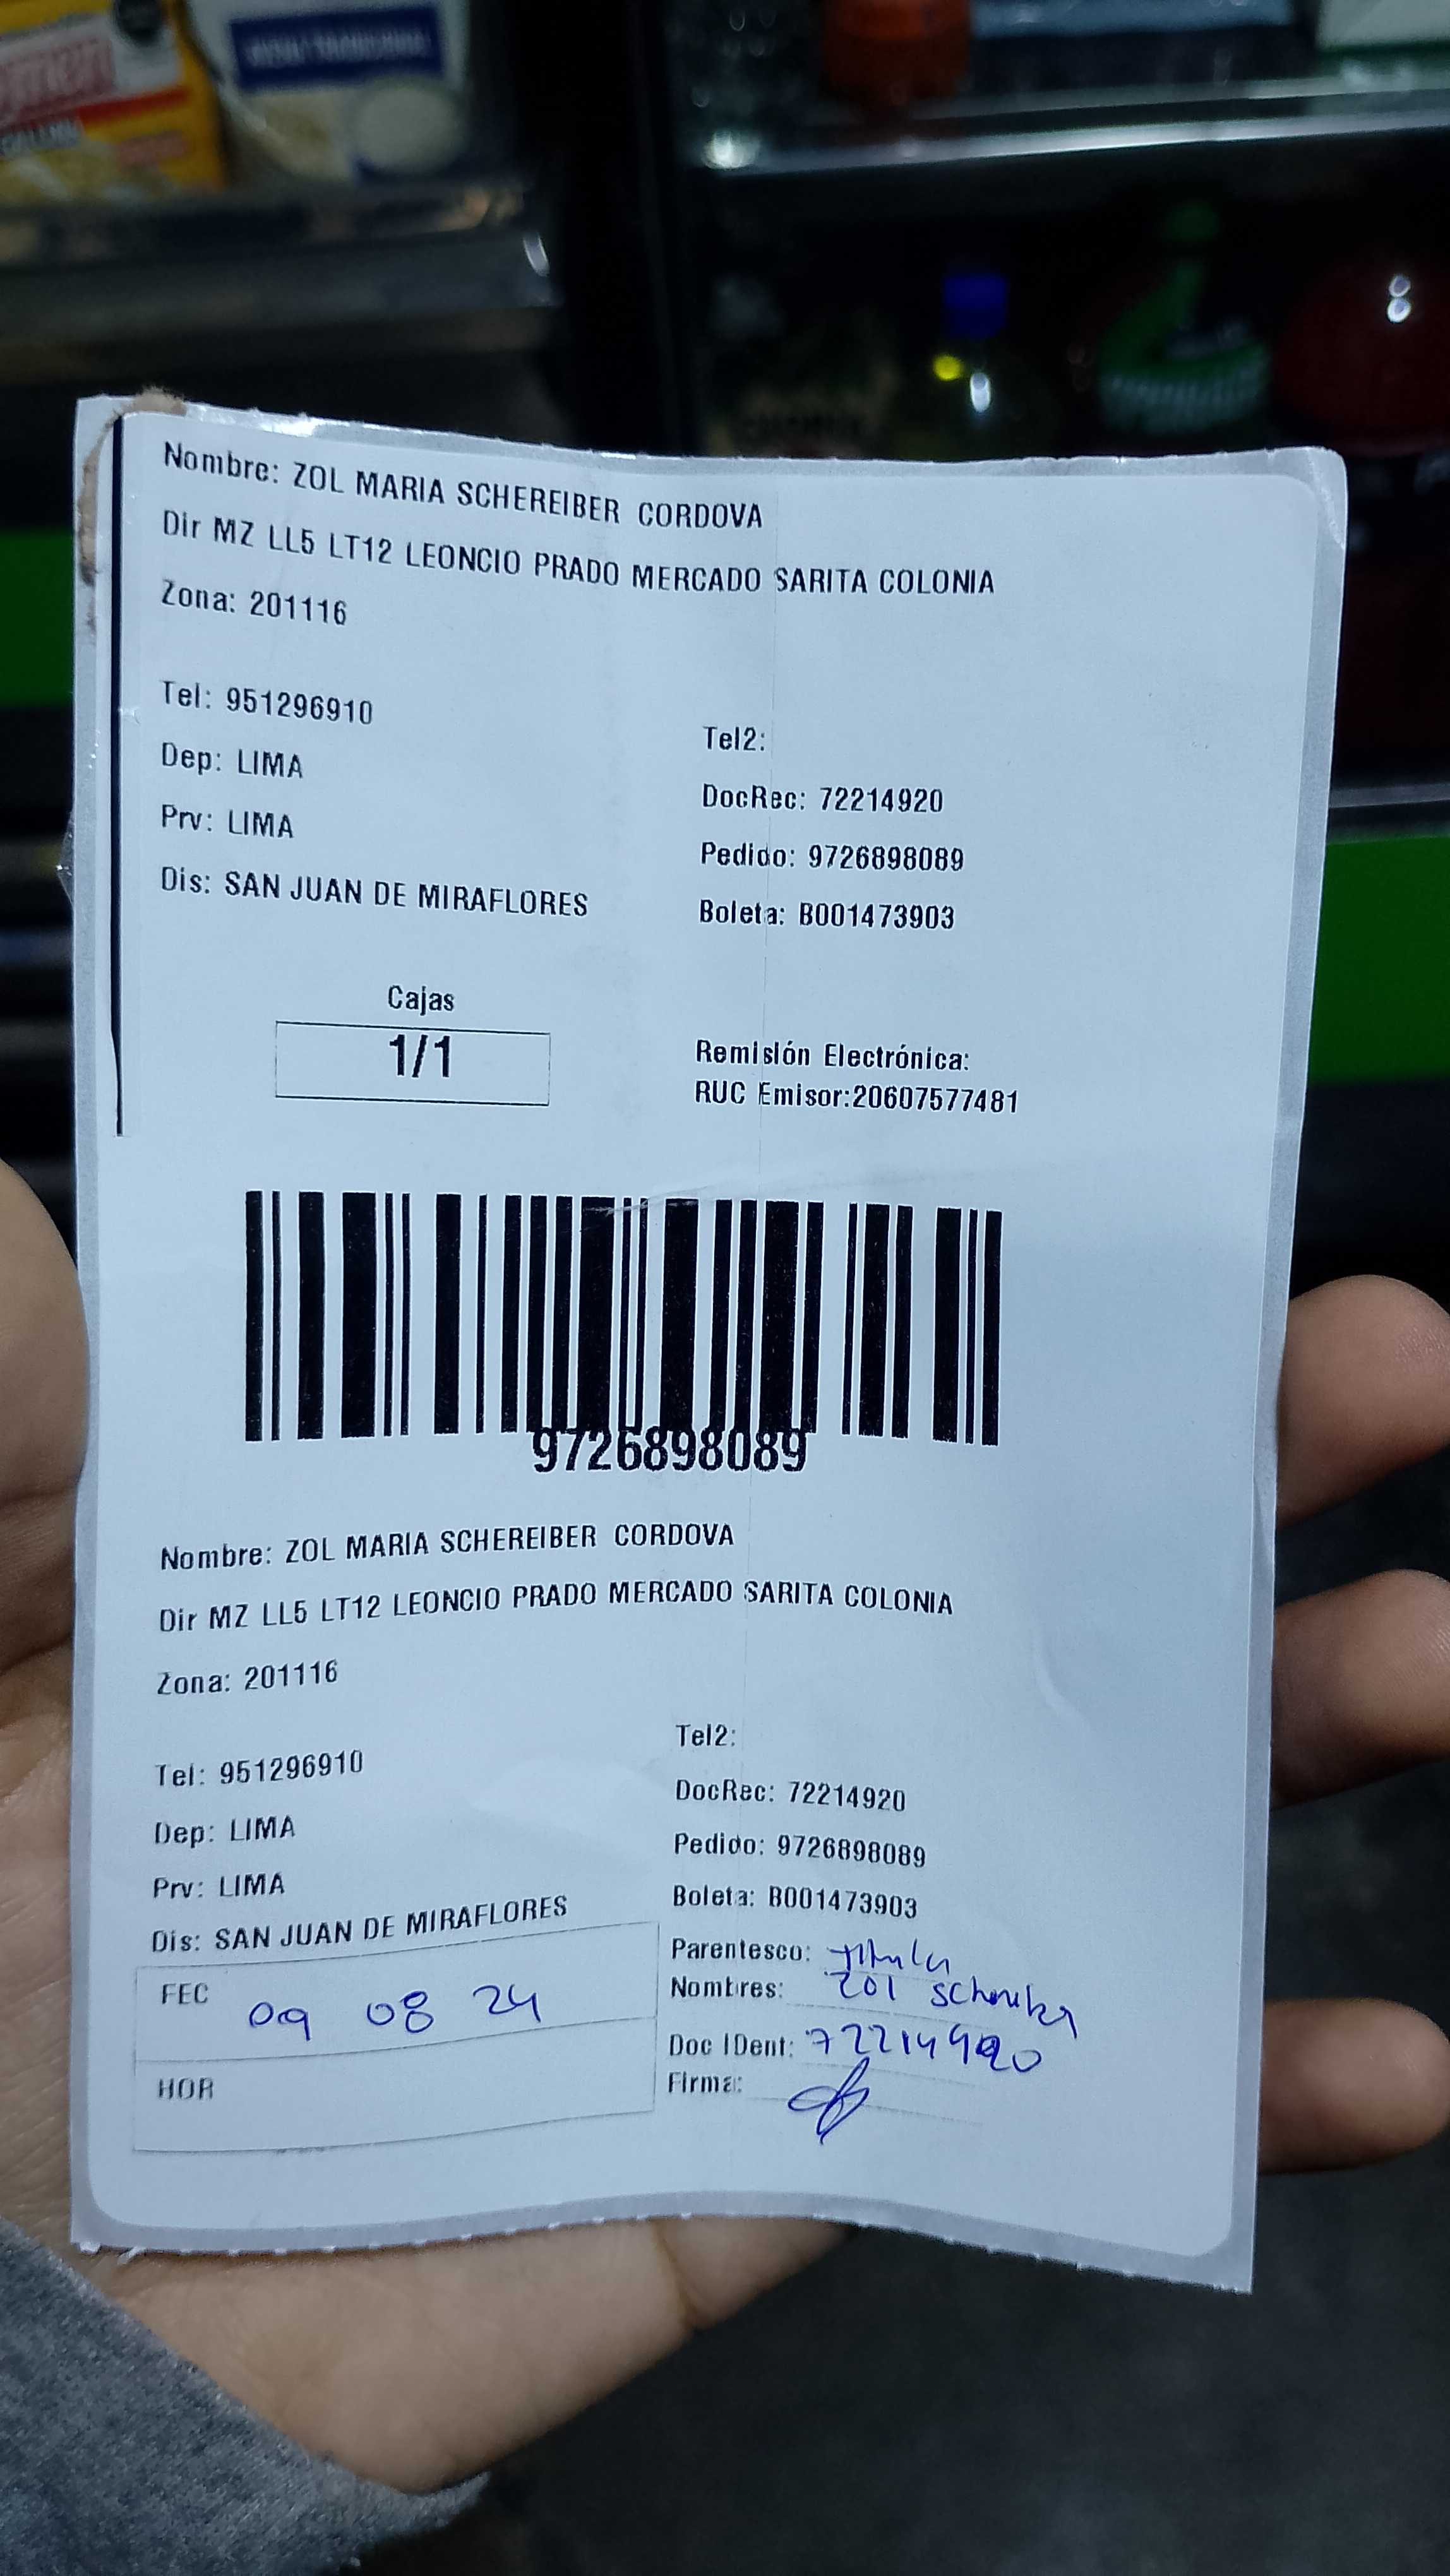 Nombre: ZOL MARIA SCHEREIBER CORDOVA
Dir MZ LL5 LT12 LEONCIO PRADO MERCADO SARITA COLONIA
Zona: 201116
Tel: 951296910
Dep: LIMA
Prv: LIMA
Dis: SAN JUAN DE MIRAFLORES
Tel2:
DocRec: 72214920
Pedido: 9726898089
Boleta: B001473903
Cajas
1/1
Remisión Electrónica:
RUC Emisor:20607577481
9726898089
Nombre: ZOL MARIA SCHEREIBER CORDOVA
Dir MZ LL5 LT12 LEONCIO PRADO MERCADO SARITA COLONIA
Zona: 201116
Tel: 951296910
Dep: LIMA
Prv: LIMA
Dis: SAN JUAN DE MIRAFLORES
Tel2:
DocRec: 72214920
Pedido: 9726898089
Boleta: B001473903
FEC 09 08 24
HOR
Parentesco: titular
Nombres: Zol
Doc IDent: 72214920
Firma: